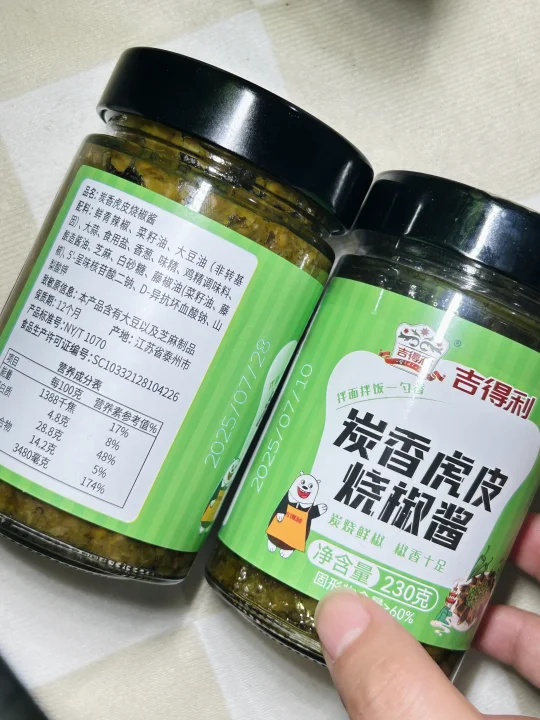 品名: 炭香虎皮烧椒酱
配料: 鲜青辣椒、菜籽油、大豆油(非转基
因)、大蒜、食用盐、香葱、味精、鸡精调味料、
酿造酱油、芝麻、白砂糖、藤椒油(菜籽油、藤
椒)、5'-呈味核苷酸二钠、D-异抗坏血酸钠、山
梨酸钾
致敏原信息: 本产品含有大豆以及芝麻制品
保质期: 12个月 产地: 江苏省泰州市
产品标准号: NY/T 1070
食品生产许可证编号: SC10332128104226
营养成分表
项目 每100克 营养素参考值%
1388千焦 17%
白质 4.8克 8%
28.8克 48%
合物 14.2克 5%
3480毫克 174%
2025/07/28
2025/07/10
吉得利
®
吉得利
拌面拌饭一勺香
炭香虎皮
烧椒酱
炭烧鲜椒 椒香十足
净含量 230克
固形 ≥60%